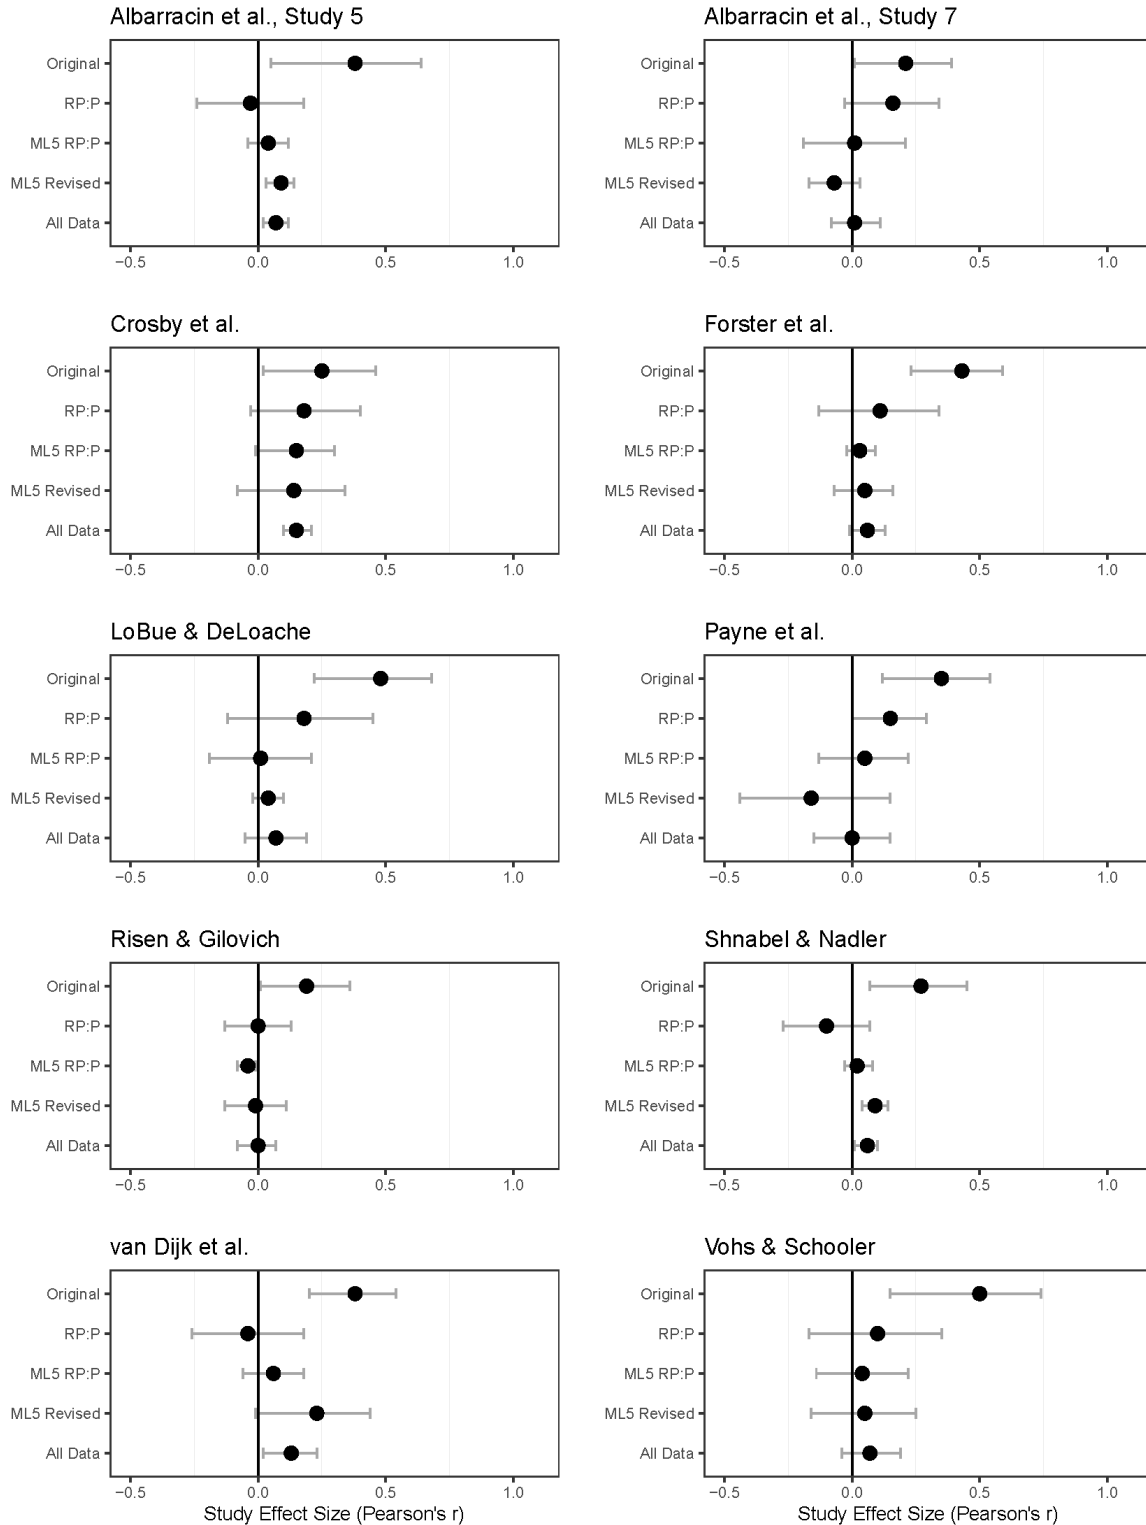 Albarracin et al., Study 5
Original
RP:P
ML5 RP:P
ML5 Revised
All Data
−0.5 0.0 0.5 1.0
Albarracin et al., Study 7
Original
RP:P
ML5 RP:P
ML5 Revised
All Data
−0.5 0.0 0.5 1.0
Crosby et al.
Original
RP:P
ML5 RP:P
ML5 Revised
All Data
−0.5 0.0 0.5 1.0
Forster et al.
Original
RP:P
ML5 RP:P
ML5 Revised
All Data
−0.5 0.0 0.5 1.0
LoBue & DeLoache
Original
RP:P
ML5 RP:P
ML5 Revised
All Data
−0.5 0.0 0.5 1.0
Payne et al.
Original
RP:P
ML5 RP:P
ML5 Revised
All Data
−0.5 0.0 0.5 1.0
Risen & Gilovich
Original
RP:P
ML5 RP:P
ML5 Revised
All Data
−0.5 0.0 0.5 1.0
Shnabel & Nadler
Original
RP:P
ML5 RP:P
ML5 Revised
All Data
−0.5 0.0 0.5 1.0
van Dijk et al.
Original
RP:P
ML5 RP:P
ML5 Revised
All Data
−0.5 0.0 0.5 1.0
Study Effect Size (Pearson's r)
Vohs & Schooler
Original
RP:P
ML5 RP:P
ML5 Revised
All Data
−0.5 0.0 0.5 1.0
Study Effect Size (Pearson's r)